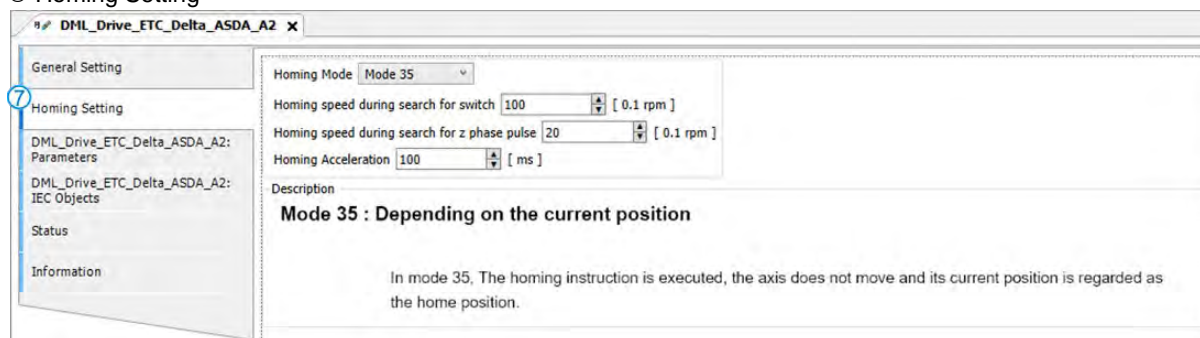 ⑦ Homing Setting
DML_Drive_ETC_Delta_ASDA_A2 X
General Setting
Homing Mode Mode 35
⑦ Homing Setting
Homing speed during search for switch 100 [ 0.1 rpm ]
Homing speed during search for z phase pulse 20 [ 0.1 rpm ]
Homing Acceleration 100 [ ms ]
DML_Drive_ETC_Delta_ASDA_A2:
Parameters
DML_Drive_ETC_Delta_ASDA_A2:
IEC Objects
Status
Information
Description
Mode 35 : Depending on the current position
In mode 35, The homing instruction is executed, the axis does not move and its current position is regarded as
the home position.